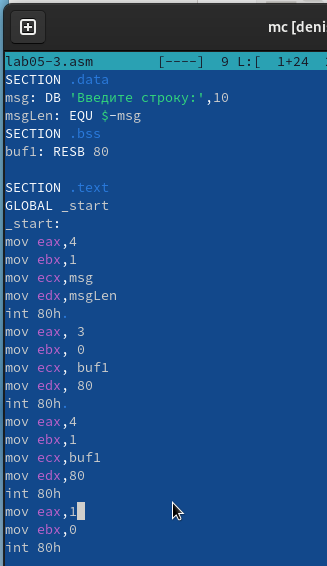 mc [denis
lab05-3.asm [----] 9 L:[ 1+24
SECTION .data
msg: DB 'Введите строку:',10
msgLen: EQU $-msg
SECTION .bss
buf1: RESB 80
SECTION .text
GLOBAL _start
_start:
mov eax,4
mov ebx,1
mov ecx,msg
mov edx,msgLen
int 80h.
mov eax, 3
mov ebx, 0
mov ecx, buf1
mov edx, 80
int 80h.
mov eax,4
mov ebx,1
mov ecx,buf1
mov edx,80
int 80h
mov eax,1
mov ebx,0
int 80h